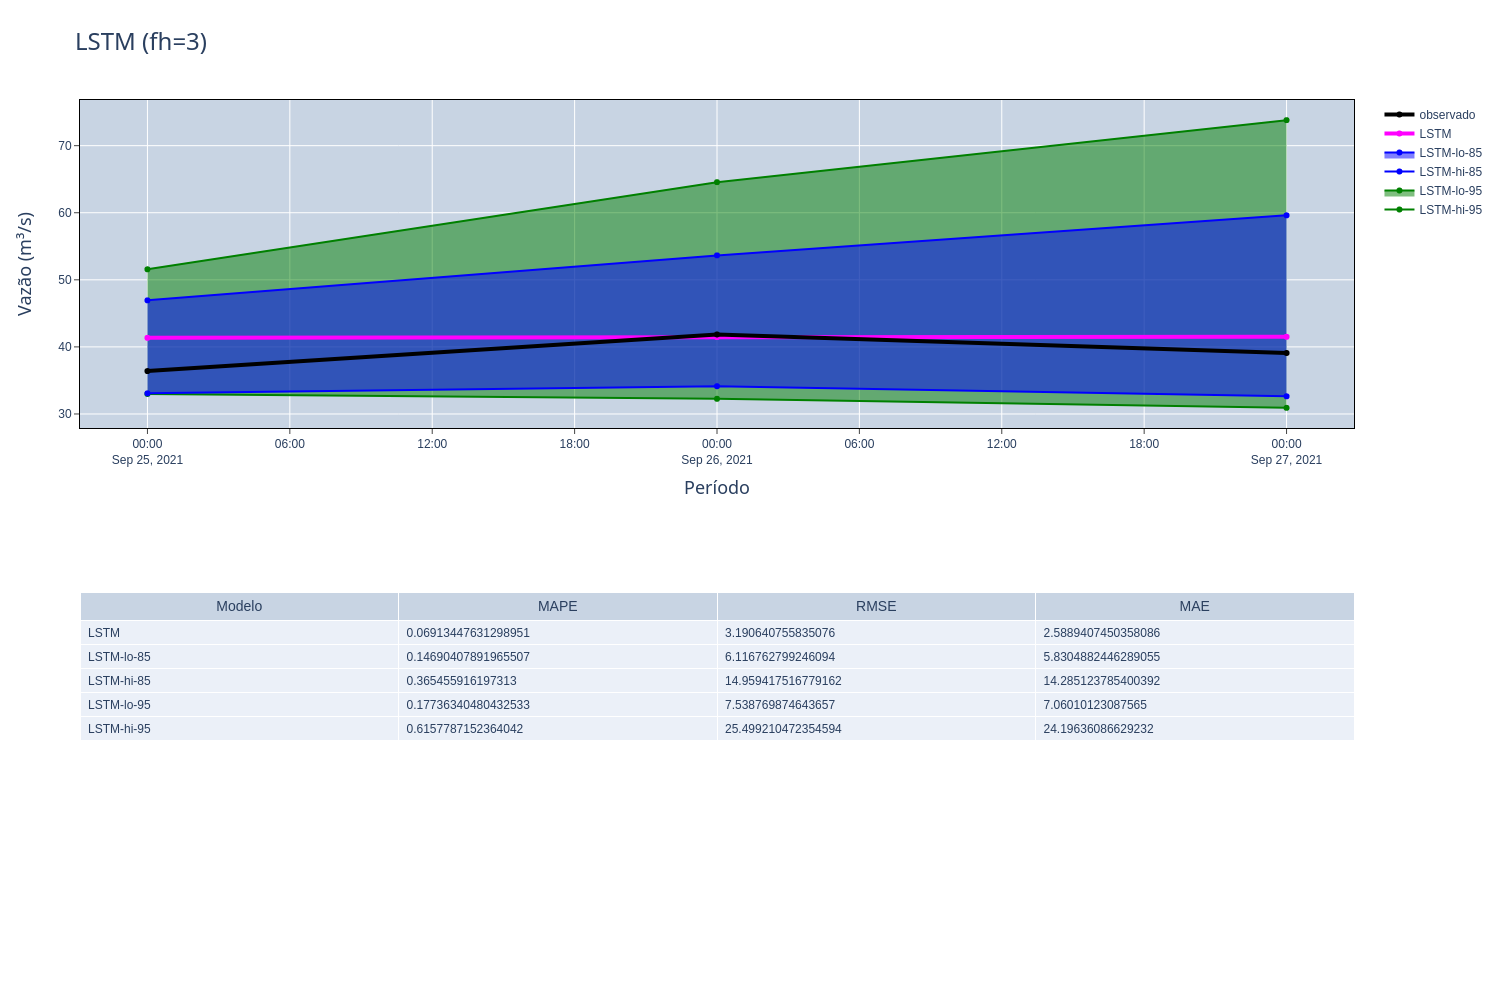 LSTM (fh=3)
Vazão (m³/s)
70
60
50
40
30
00:00 06:00 12:00 18:00 00:00 06:00 12:00 18:00 00:00
Sep 25, 2021 Sep 26, 2021 Sep 27, 2021
Período
observado
LSTM
LSTM-lo-85
LSTM-hi-85
LSTM-lo-95
LSTM-hi-95
Modelo MAPE RMSE MAE
LSTM 0.06913447631298951 3.190640755835076 2.5889407450358086
LSTM-lo-85 0.14690407891965507 6.116762799246094 5.8304882446289055
LSTM-hi-85 0.365455916197313 14.959417516779162 14.285123785400392
LSTM-lo-95 0.17736340480432533 7.538769874643657 7.06010123087565
LSTM-hi-95 0.6157787152364042 25.499210472354594 24.19636086629232